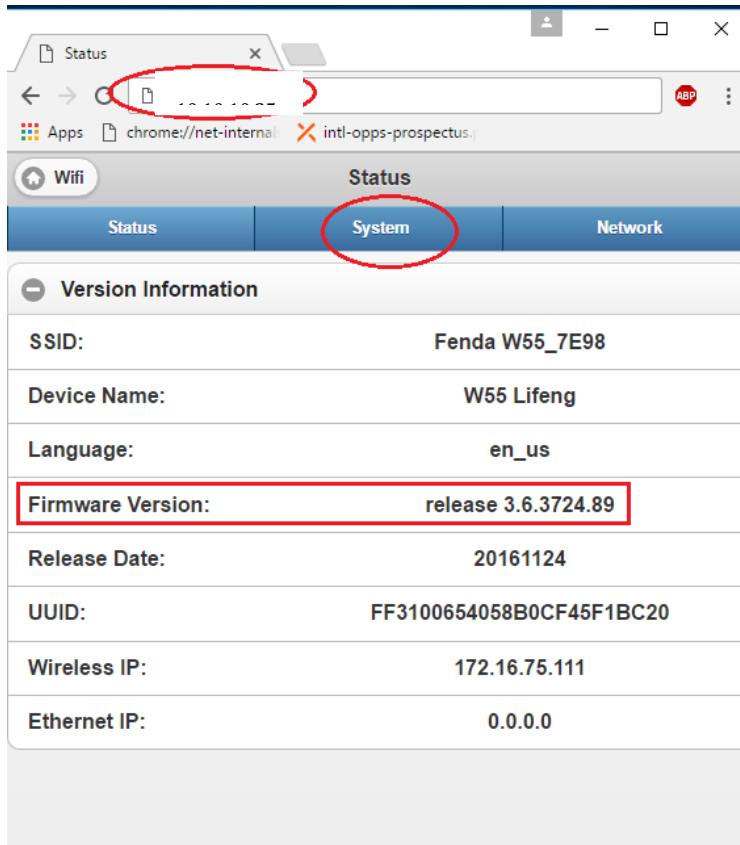 Status
ABP
Apps chrome://net-internal intl-opps-prospectus.
Wifi Status
Status System Network
Version Information
SSID: Fenda W55_7E98
Device Name: W55 Lifeng
Language: en_us
Firmware Version: release 3.6.3724.89
Release Date: 20161124
UUID: FF3100654058B0CF45F1BC20
Wireless IP: 172.16.75.111
Ethernet IP: 0.0.0.0